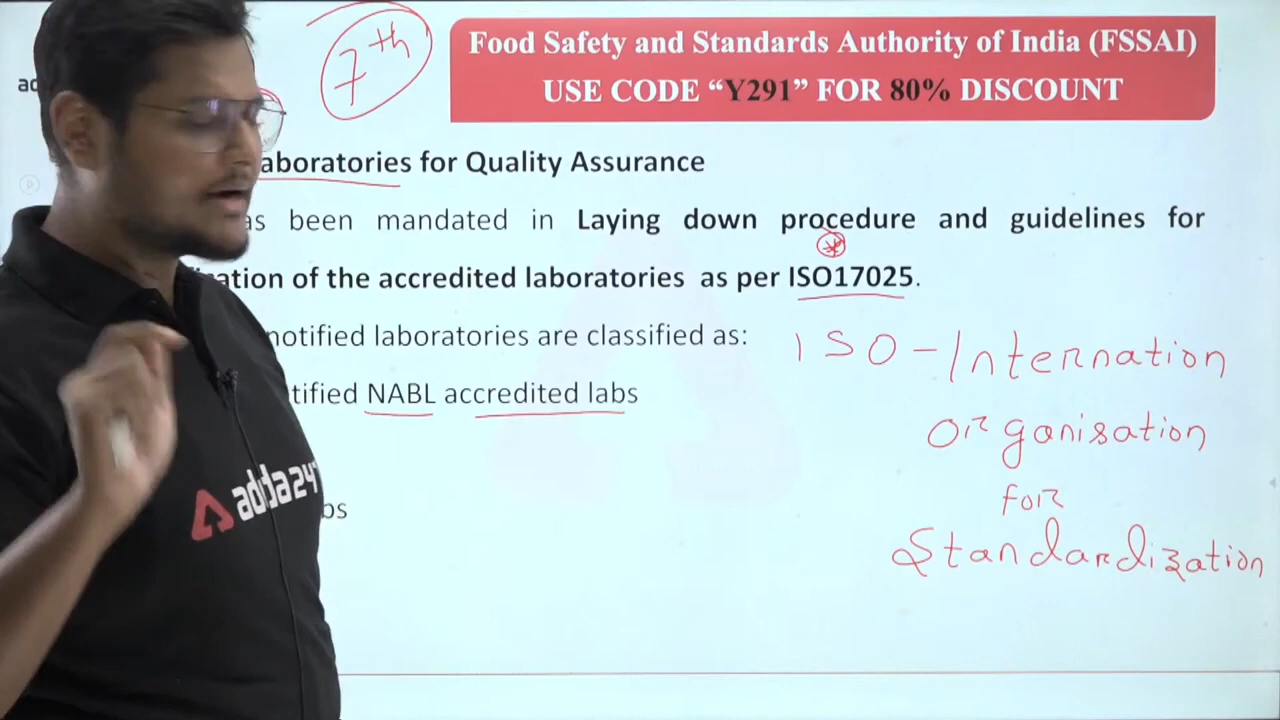 7th
Food Safety and Standards Authority of India (FSSAI)
USE CODE “Y291” FOR 80% DISCOUNT
aboratories for Quality Assurance
as been mandated in Laying down procedure and guidelines for
ation of the accredited laboratories as per ISO17025.
notified laboratories are classified as:
ISO - Internation
organisation
for
Standardization
tified NABL accredited labs
bs
adda247